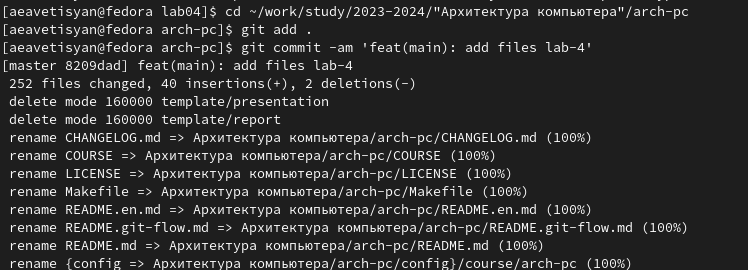 [aeavetisyan@fedora lab04]$ cd ~/work/study/2023-2024/"Архитектура компьютера"/arch-pc
[aeavetisyan@fedora arch-pc]$ git add .
[aeavetisyan@fedora arch-pc]$ git commit -am 'feat(main): add files lab-4'
[master 8209dad] feat(main): add files lab-4
 252 files changed, 40 insertions(+), 2 deletions(-)
 delete mode 160000 template/presentation
 delete mode 160000 template/report
 rename CHANGELOG.md => Архитектура компьютера/arch-pc/CHANGELOG.md (100%)
 rename COURSE => Архитектура компьютера/arch-pc/COURSE (100%)
 rename LICENSE => Архитектура компьютера/arch-pc/LICENSE (100%)
 rename Makefile => Архитектура компьютера/arch-pc/Makefile (100%)
 rename README.en.md => Архитектура компьютера/arch-pc/README.en.md (100%)
 rename README.git-flow.md => Архитектура компьютера/arch-pc/README.git-flow.md (100%)
 rename README.md => Архитектура компьютера/arch-pc/README.md (100%)
 rename {config => Архитектура компьютера/arch-pc/config}/course/arch-pc (100%)